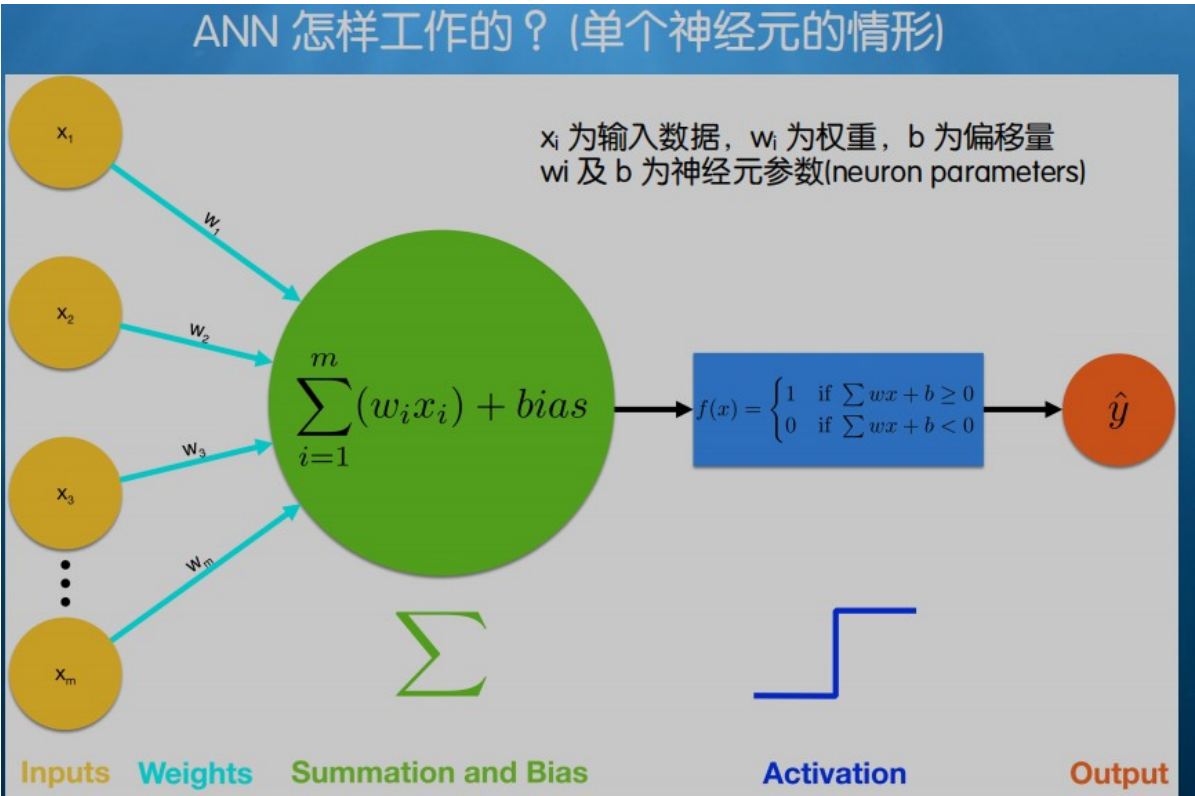 ANN 怎样工作的？(单个神经元的情形)
xᵢ 为输入数据，wᵢ 为权重，b 为偏移量
wi 及 b 为神经元参数(neuron parameters)
x₁
w₁
x₂
w₂
x₃
w₃
xₘ
wₘ
∑_{i=1}^{m}(wᵢxᵢ) + bias
f(x) = {1 if ∑ wx + b ≥ 0
0 if ∑ wx + b < 0
ŷ
∑
Inputs Weights Summation and Bias Activation Output